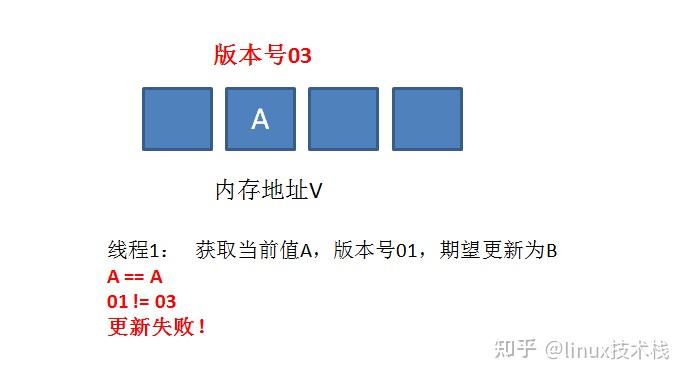 版本号03
A
内存地址V
线程1： 获取当前值A，版本号01，期望更新为B
A == A
01 != 03
更新失败！
知乎 @linux技术栈